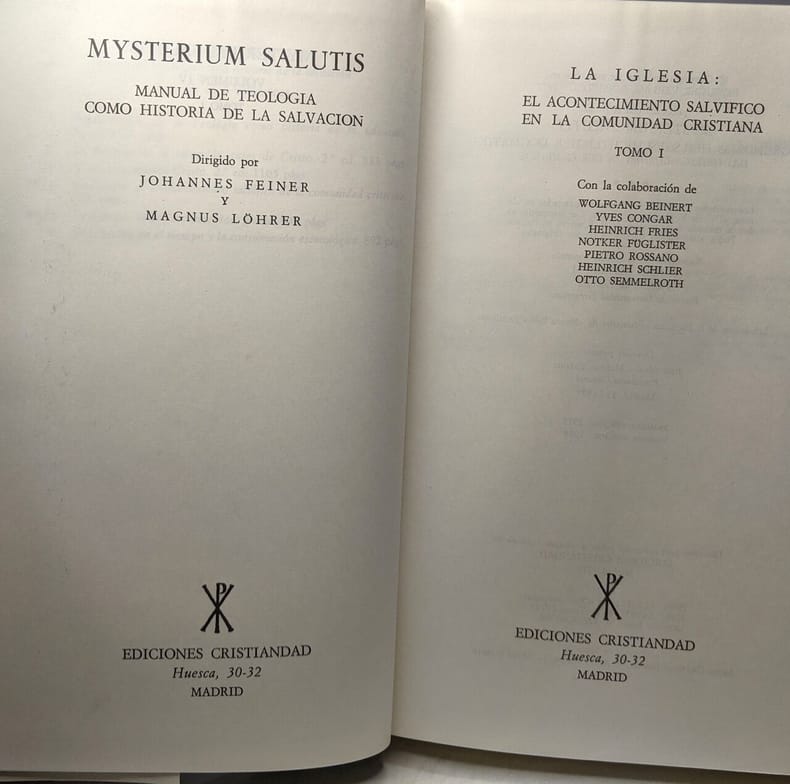 MYSTERIUM SALUTIS
MANUAL DE TEOLOGIA
COMO HISTORIA DE LA SALVACION
Dirigido por
JOHANNES FEINER
Y
MAGNUS LÖHRER
EDICIONES CRISTIANDAD
Huesca, 30-32
MADRID
LA IGLESIA:
EL ACONTECIMIENTO SALVIFICO
EN LA COMUNIDAD CRISTIANA
TOMO I
Con la colaboración de
WOLFGANG BEINERT
YVES CONGAR
HEINRICH FRIES
NOTKER FÜGLISTER
PIETRO ROSSANO
HEINRICH SCHLIER
OTTO SEMMELROTH
EDICIONES CRISTIANDAD
Huesca, 30-32
MADRID